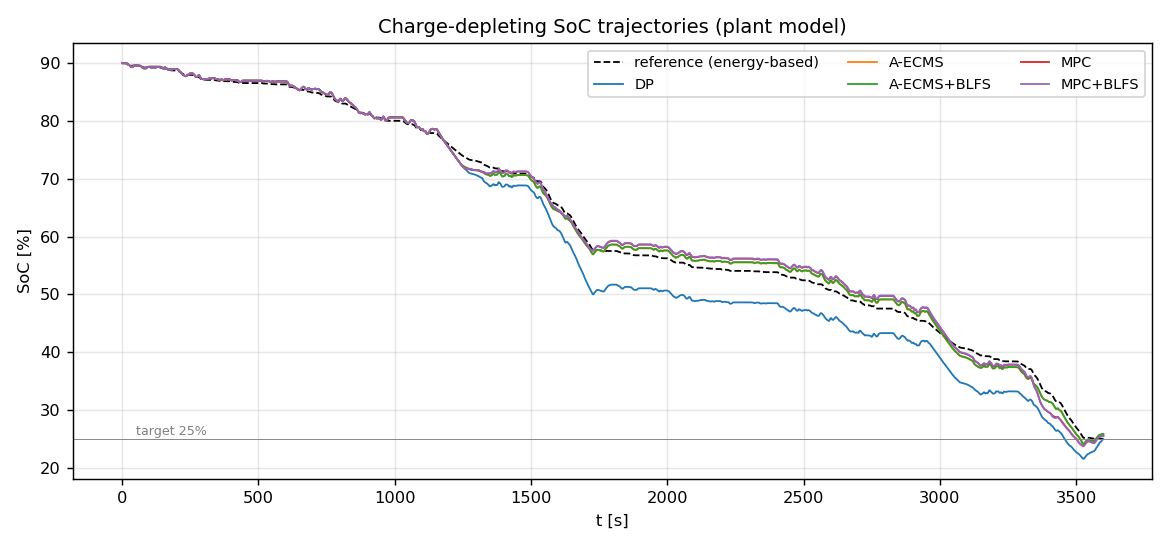 Charge-depleting SoC trajectories (plant model)
reference (energy-based)
DP
A-ECMS
A-ECMS+BLFS
MPC
MPC+BLFS
SoC [%]
90
80
70
60
50
40
30
20
target 25%
0
500
1000
1500
2000
2500
3000
3500
t [s]